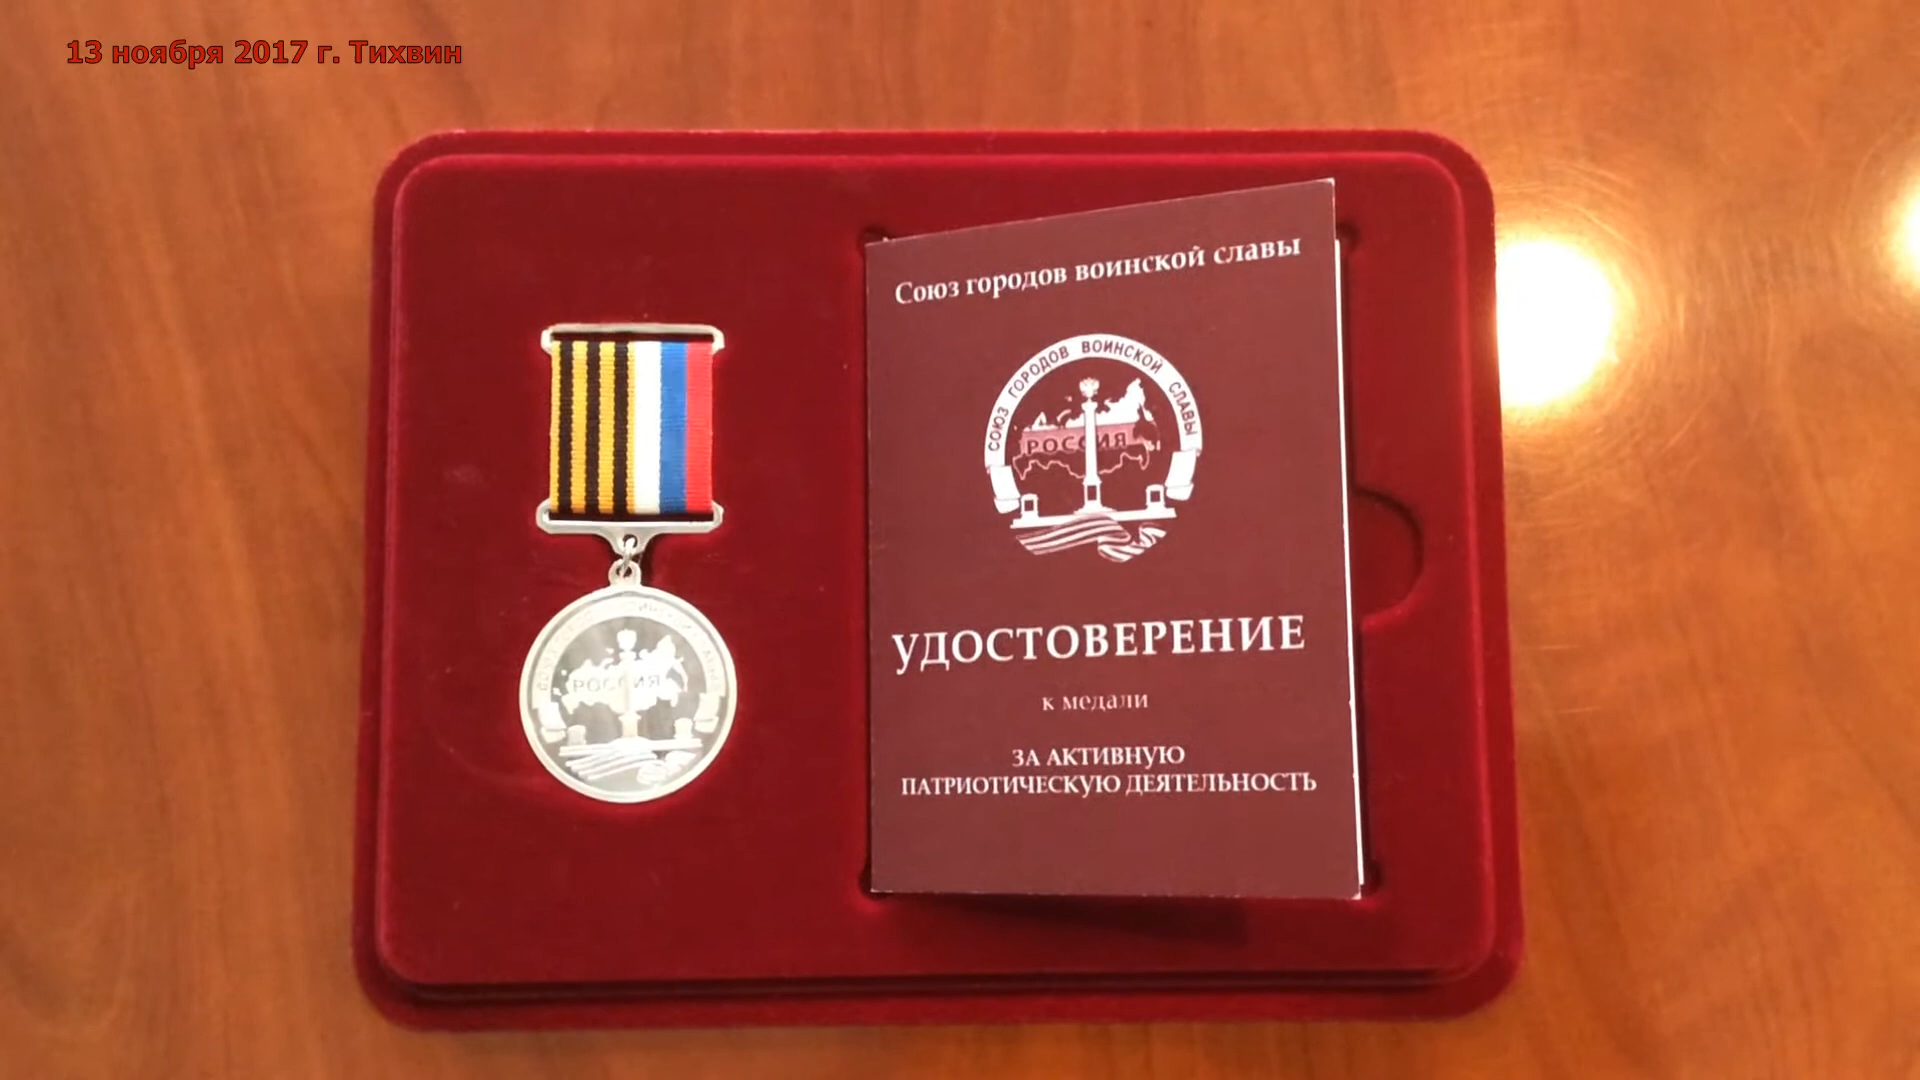 13 ноября 2017 г. Тихвин
Союз городов воинской славы
СОЮЗ ГОРОДОВ ВОИНСКОЙ СЛАВЫ
РОССИЯ
УДОСТОВЕРЕНИЕ
к медали
ЗА АКТИВНУЮ
ПАТРИОТИЧЕСКУЮ ДЕЯТЕЛЬНОСТЬ
РОССИЯ